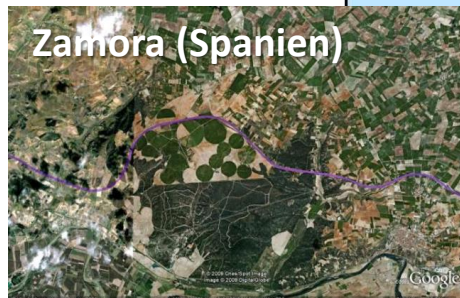 Zamora (Spanien)
© 2008 Cnes/Spot Image
Image © 2008 DigitalGlobe
Google